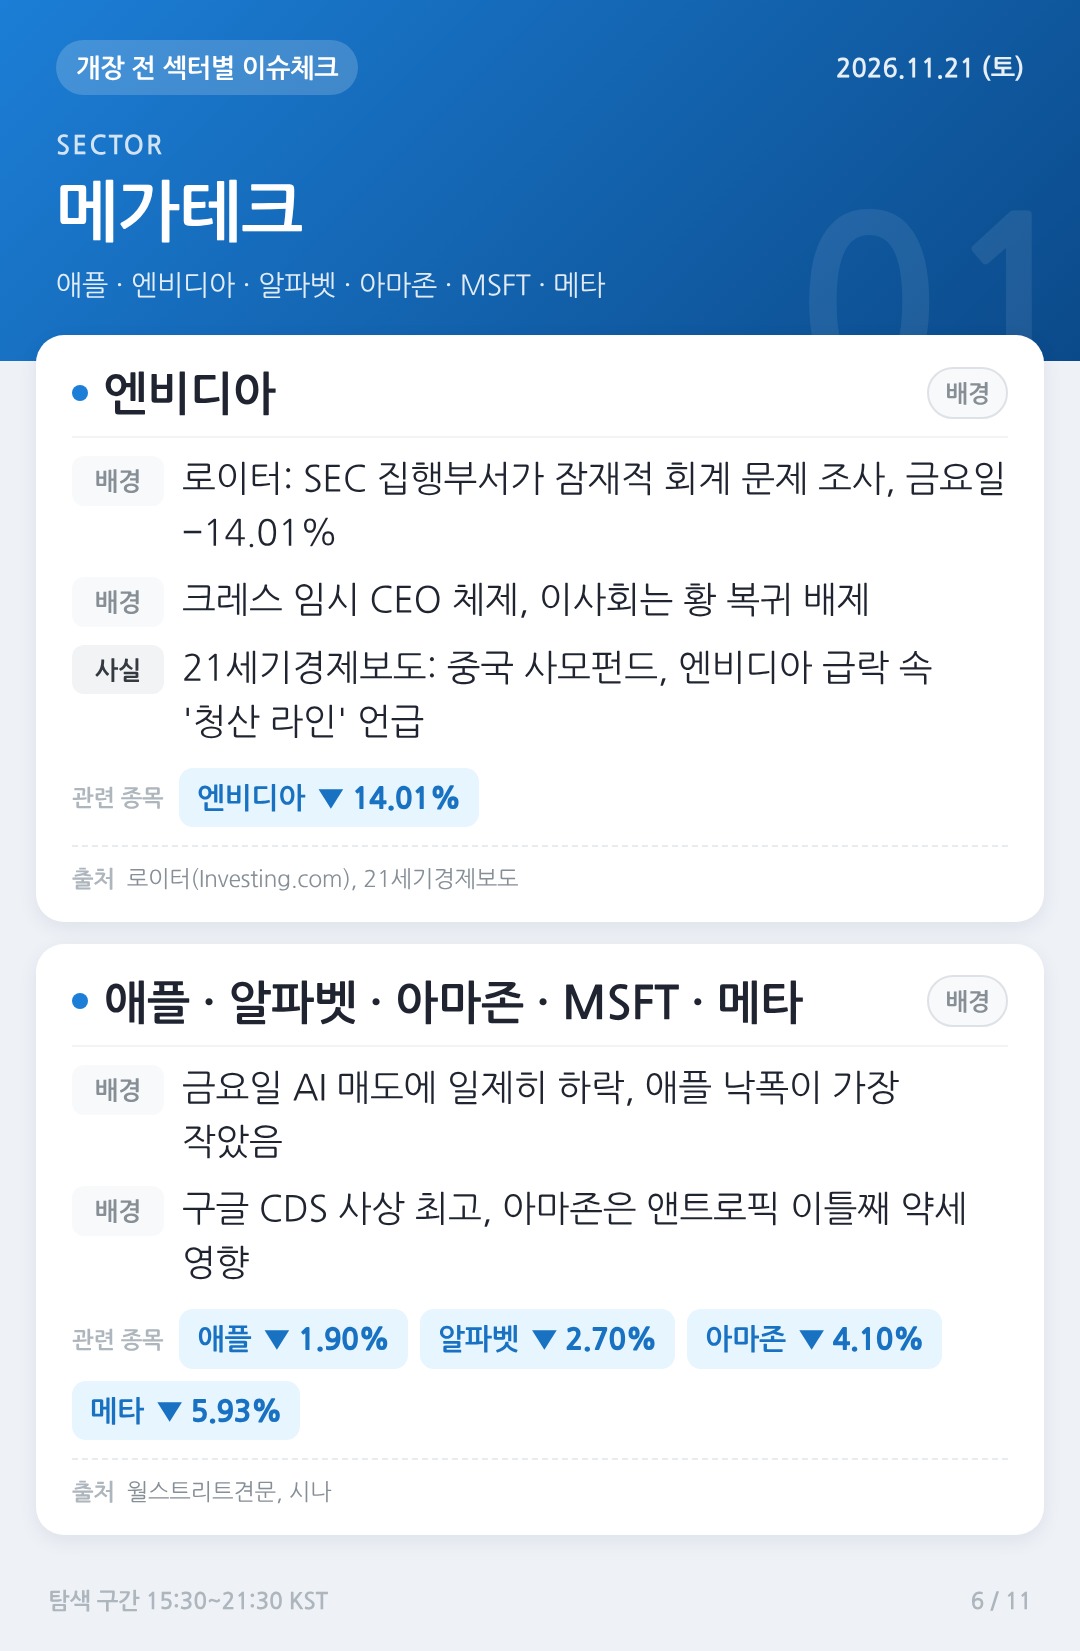 개장 전 섹터별 이슈체크
2026.11.21 (토)
SECTOR
메가테크
애플 · 엔비디아 · 알파벳 · 아마존 · MSFT · 메타
01
엔비디아
배경
배경 로이터: SEC 집행부서가 잠재적 회계 문제 조사, 금요일
−14.01%
배경 크레스 임시 CEO 체제, 이사회는 황 복귀 배제
사실 21세기경제보도: 중국 사모펀드, 엔비디아 급락 속
'청산 라인' 언급
관련 종목 엔비디아 ▼ 14.01%
출처 로이터(Investing.com), 21세기경제보도
애플 · 알파벳 · 아마존 · MSFT · 메타
배경
배경 금요일 AI 매도에 일제히 하락, 애플 낙폭이 가장
작았음
배경 구글 CDS 사상 최고, 아마존은 앤트로픽 이틀째 약세
영향
관련 종목 애플 ▼ 1.90% 알파벳 ▼ 2.70% 아마존 ▼ 4.10%
메타 ▼ 5.93%
출처 월스트리트견문, 시나
탐색 구간 15:30~21:30 KST
6 / 11